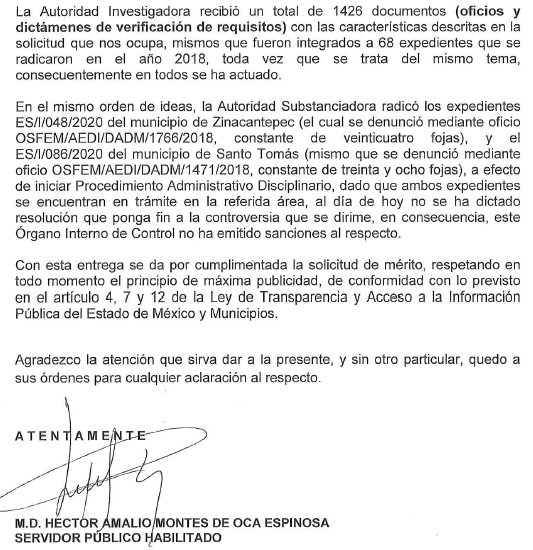 La Autoridad Investigadora recibió un total de 1426 documentos (oficios y
dictámenes de verificación de requisitos) con las características descritas en la
solicitud que nos ocupa, mismos que fueron integrados a 68 expedientes que se
radicaron en el año 2018, toda vez que se trata del mismo tema,
consecuentemente en todos se ha actuado.
En el mismo orden de ideas, la Autoridad Substanciadora radicó los expedientes
ES/I/048/2020 del municipio de Zinacantepec (el cual se denunció mediante oficio
OSFEM/AEDI/DADM/1766/2018, constante de veinticuatro fojas), y el
ES/I/086/2020 del municipio de Santo Tomás (mismo que se denunció mediante
oficio OSFEM/AEDI/DADM/1471/2018, constante de treinta y ocho fojas), a efecto
de iniciar Procedimiento Administrativo Disciplinario, dado que ambos expedientes
se encuentran en trámite en la referida área, al día de hoy no se ha dictado
resolución que ponga fin a la controversia que se dirime, en consecuencia, este
Órgano Interno de Control no ha emitido sanciones al respecto.
Con esta entrega se da por cumplimentada la solicitud de mérito, respetando en
todo momento el principio de máxima publicidad, de conformidad con lo previsto
en el artículo 4, 7 y 12 de la Ley de Transparencia y Acceso a la Información
Pública del Estado de México y Municipios.
Agradezco la atención que sirva dar a la presente, y sin otro particular, quedo a
sus órdenes para cualquier aclaración al respecto.
A T E N T A M E N T E
M.D. HECTOR AMALIO MONTES DE OCA ESPINOSA
SERVIDOR PÚBLICO HABILITADO